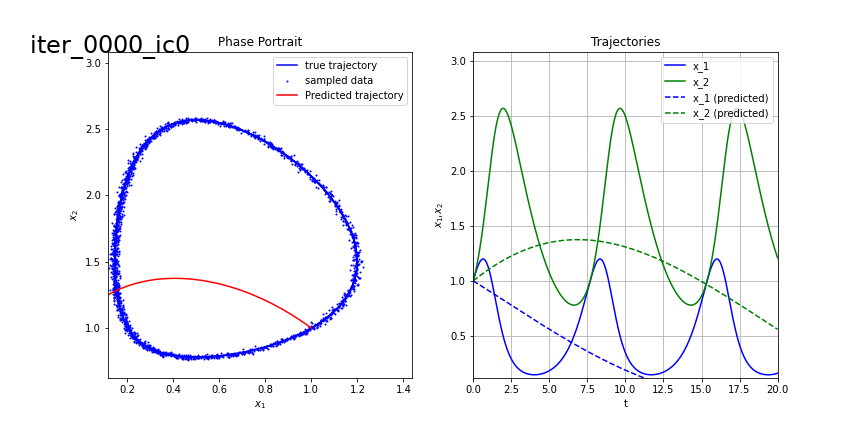 iter_0000_ic0
Phase Portrait
true trajectory
sampled data
Predicted trajectory
3.0
2.5
2.0
1.5
1.0
x₂
0.2 0.4 0.6 0.8 1.0 1.2 1.4
x₁
Trajectories
x_1
x_2
x_1 (predicted)
x_2 (predicted)
3.0
2.5
2.0
1.5
1.0
0.5
x₁,x₂
0.0 2.5 5.0 7.5 10.0 12.5 15.0 17.5 20.0
t